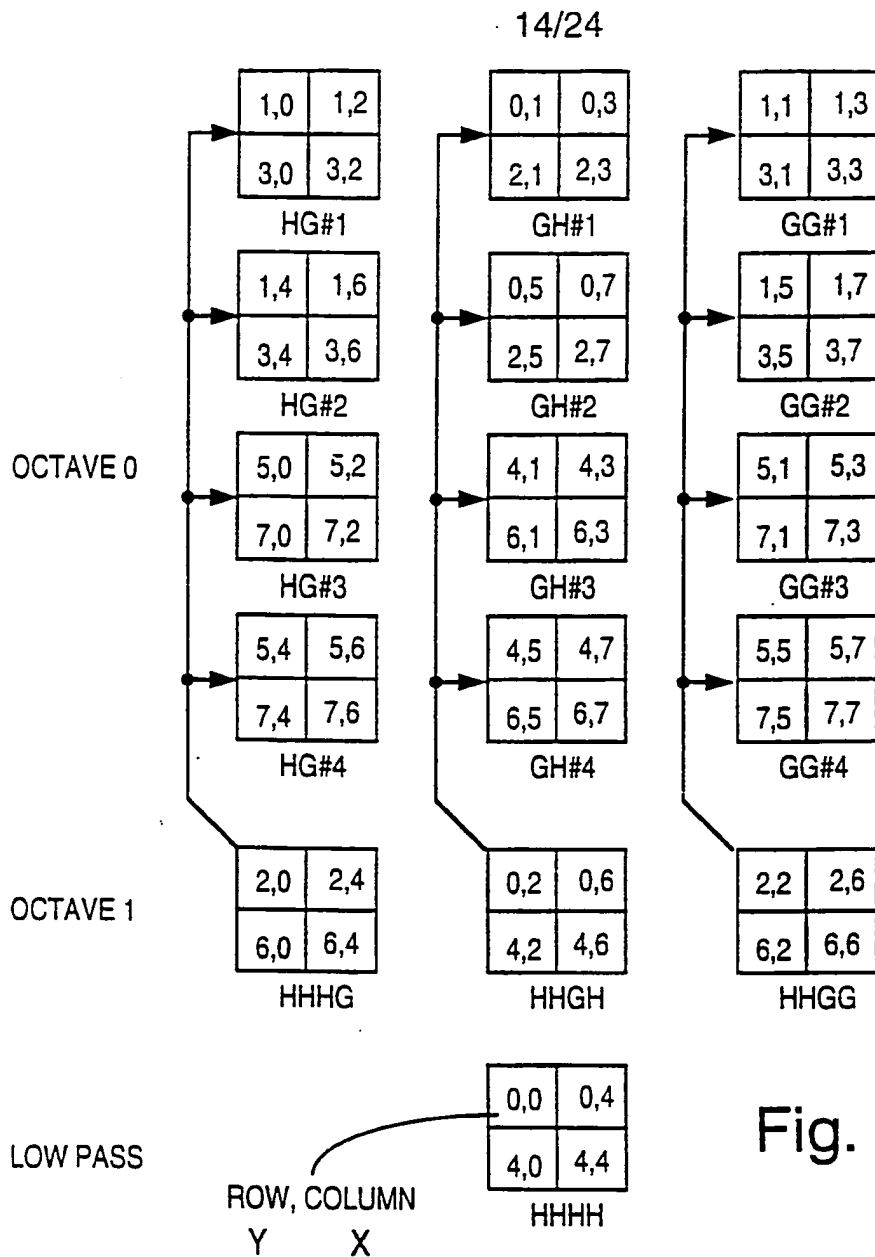 14/24
1,0 1,2 0,1 0,3 1,1 1,3
3,0 3,2 2,1 2,3 3,1 3,3
HG#1 GH#1 GG#1
1,4 1,6 0,5 0,7 1,5 1,7
3,4 3,6 2,5 2,7 3,5 3,7
HG#2 GH#2 GG#2
OCTAVE 0 5,0 5,2 4,1 4,3 5,1 5,3
7,0 7,2 6,1 6,3 7,1 7,3
HG#3 GH#3 GG#3
5,4 5,6 4,5 4,7 5,5 5,7
7,4 7,6 6,5 6,7 7,5 7,7
HG#4 GH#4 GG#4
2,0 2,4 0,2 0,6 2,2 2,6
OCTAVE 1 6,0 6,4 4,2 4,6 6,2 6,6
HHHG HHGH HHGG
0,0 0,4
Fig.
LOW PASS 4,0 4,4
ROW, COLUMN HHHH
Y X